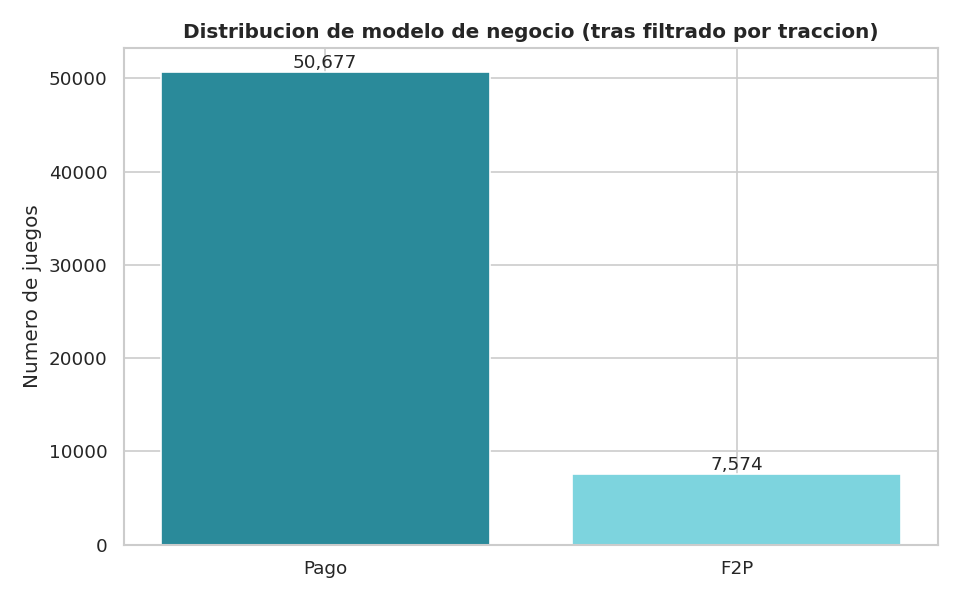 Distribucion de modelo de negocio (tras filtrado por traccion)
Numero de juegos
50000
40000
30000
20000
10000
0
50,677
7,574
Pago
F2P